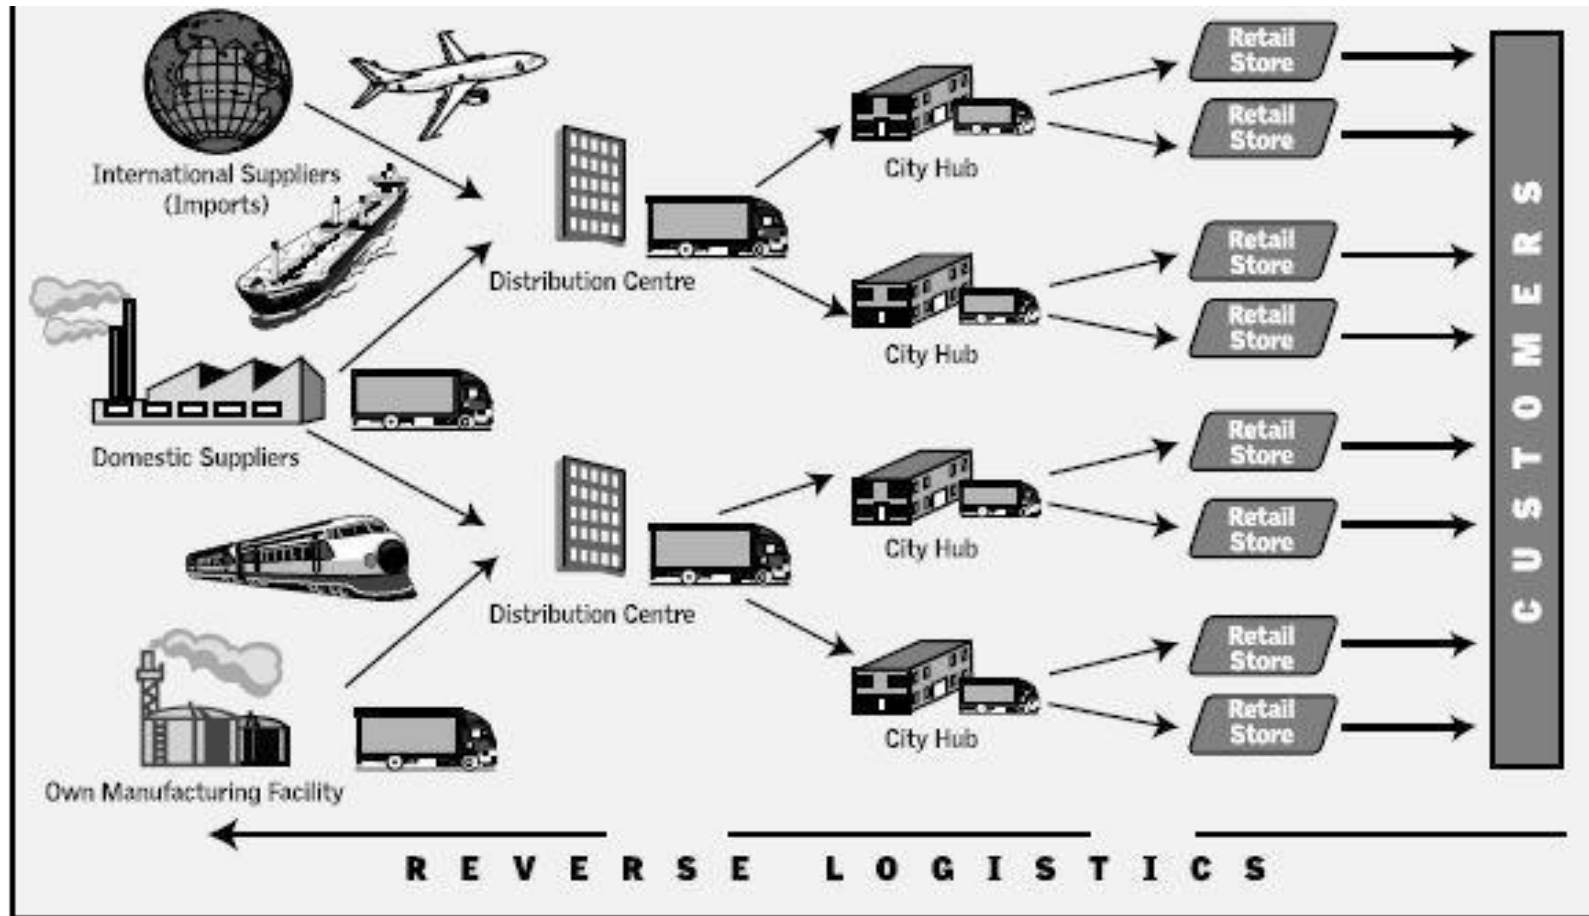 Retail
Store
Retail
Store
City Hub
International Suppliers
(Imports)
Distribution Centre
Retail
Store
Retail
Store
City Hub
Domestic Suppliers
Retail
Store
Retail
Store
City Hub
Distribution Centre
Retail
Store
Retail
Store
City Hub
Own Manufacturing Facility
CUSTOMERS
REVERSE LOGISTICS